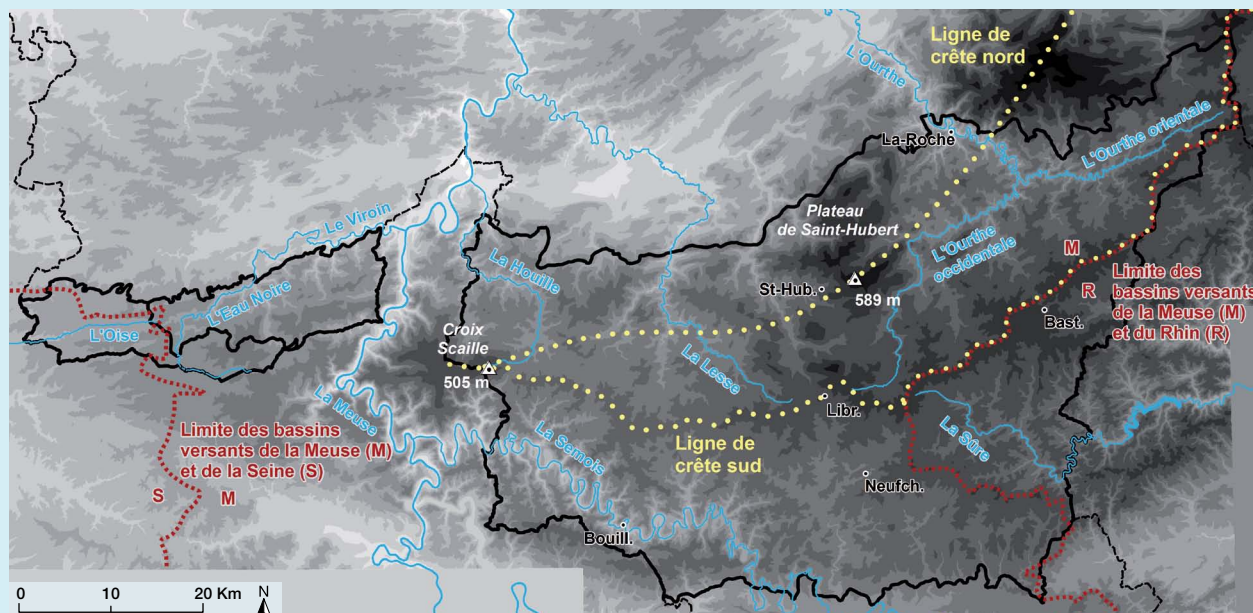 Ligne de
crête nord
L'Ourthe
La-Roche
L'Ourthe orientale
Le Viroin
Plateau
de Saint-Hubert
L'Ourthe
occidentale
M
La Houille
L'Eau Noire
St-Hub.
589 m
R
Limite des
bassins versants
de la Meuse (M)
et du Rhin (R)
Bast.
L'Oise
Croix
Scaille
505 m
La Lesse
La Meuse
Libr.
La Semois
Ligne de
crête sud
La Sûre
Limite des bassins
versants de la Meuse (M)
et de la Seine (S)
S
M
Neufch.
Bouill.
0 10 20 Km
N